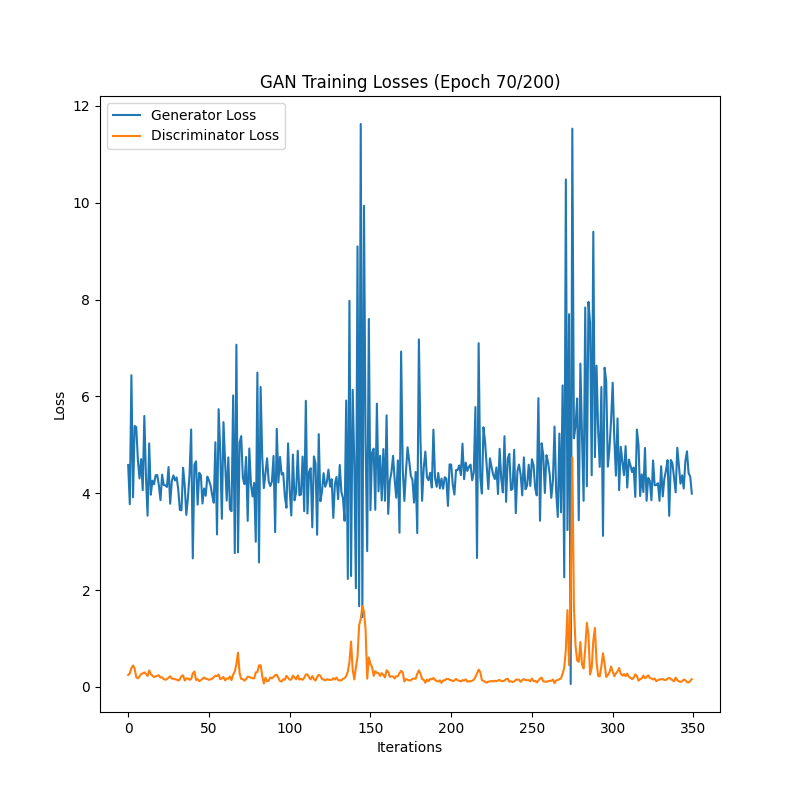 GAN Training Losses (Epoch 70/200)
Generator Loss
Discriminator Loss
12
10
8
6
4
2
0
Loss
0 50 100 150 200 250 300 350
Iterations